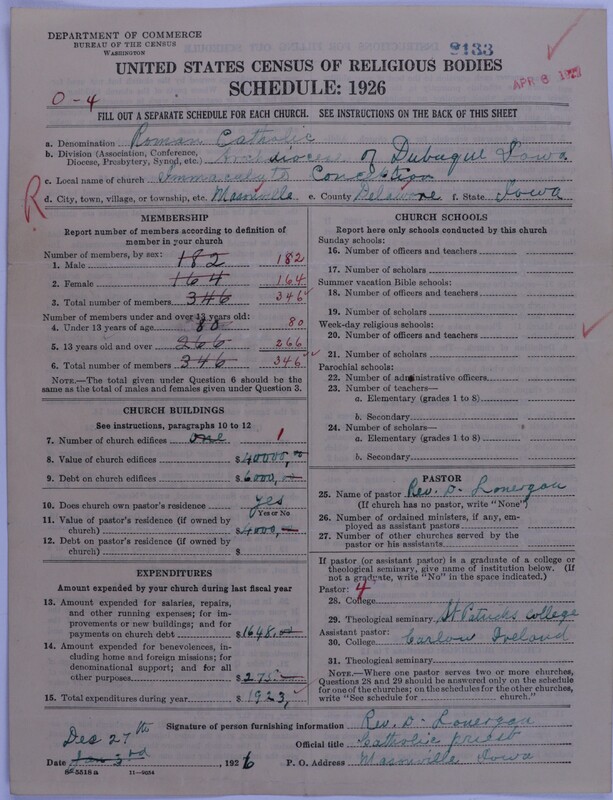 DEPARTMENT OF COMMERCE
BUREAU OF THE CENSUS
WASHINGTON
8133
UNITED STATES CENSUS OF RELIGIOUS BODIES
APR 8
SCHEDULE: 1926
0-4
FILL OUT A SEPARATE SCHEDULE FOR EACH CHURCH. SEE INSTRUCTIONS ON THE BACK OF THIS SHEET
a. Denomination Roman Catholic
b. Division (Association, Conference, Diocese, Presbytery, Synod, etc.) Archdiocese of Dubuque Iowa
c. Local name of church Immaculate Conception
R
d. City, town, village, or township, etc. Masonville e. County Delaware f. State Iowa
MEMBERSHIP
Report number of members according to definition of
member in your church
Number of members, by sex:
1. Male 182 182
2. Female 164 164
3. Total number of members 346 346
Number of members under and over 13 years old:
4. Under 13 years of age 80 80
5. 13 years old and over 266 266
6. Total number of members 346 346
NOTE.—The total given under Question 6 should be the
same as the total of males and females given under Question 3.
CHURCH BUILDINGS
See instructions, paragraphs 10 to 12
7. Number of church edifices one 1
8. Value of church edifices $40000,00
9. Debt on church edifices $6000,00
10. Does church own pastor's residence yes
Yes or No
11. Value of pastor's residence (if owned by
church) $4000,
12. Debt on pastor's residence (if owned by
church) $
EXPENDITURES
Amount expended by your church during last fiscal year
13. Amount expended for salaries, repairs,
and other running expenses; for im-
provements or new buildings; and for
payments on church debt $1648.00
14. Amount expended for benevolences, in-
cluding home and foreign missions; for
denominational support; and for all
other purposes $275.
15. Total expenditures during year $1923,
CHURCH SCHOOLS
Report here only schools conducted by this church
Sunday schools:
16. Number of officers and teachers
17. Number of scholars
Summer vacation Bible schools:
18. Number of officers and teachers
19. Number of scholars
Week-day religious schools:
20. Number of officers and teachers
21. Number of scholars
Parochial schools:
22. Number of administrative officers
23. Number of teachers—
a. Elementary (grades 1 to 8)
b. Secondary
24. Number of scholars—
a. Elementary (grades 1 to 8)
b. Secondary
PASTOR
25. Name of pastor Rev. D. Lonergan
(If church has no pastor, write "None")
26. Number of ordained ministers, if any, em-
ployed as assistant pastors
27. Number of other churches served by the
pastor or his assistants
If pastor (or assistant pastor) is a graduate of a college or
theological seminary, give name of institution below. (If
not a graduate, write "No" in the space indicated.)
Pastor: 4
28. College
29. Theological seminary St Patricks College
Assistant pastor:
30. College Carlow Ireland
31. Theological seminary
NOTE.—Where one pastor serves two or more churches,
Questions 28 and 29 should be answered only on the schedule
for one of the churches; on the schedules for the other churches,
write "See schedule for church."
Signature of person furnishing information Rev. D. Lonergan
Dec 27th
Official title Catholic priest
Date Jan 3rd, 1926 P. O. Address Masonville Iowa
8-5518 a 11-9054